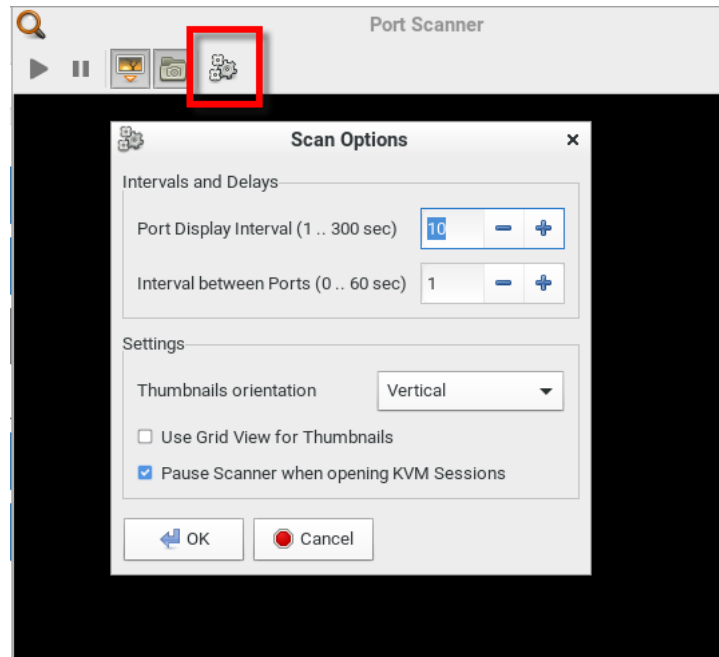 Port Scanner
Scan Options
Intervals and Delays
Port Display Interval (1 .. 300 sec) 10
Interval between Ports (0 .. 60 sec) 1
Settings
Thumbnails orientation Vertical
Use Grid View for Thumbnails
Pause Scanner when opening KVM Sessions
OK Cancel